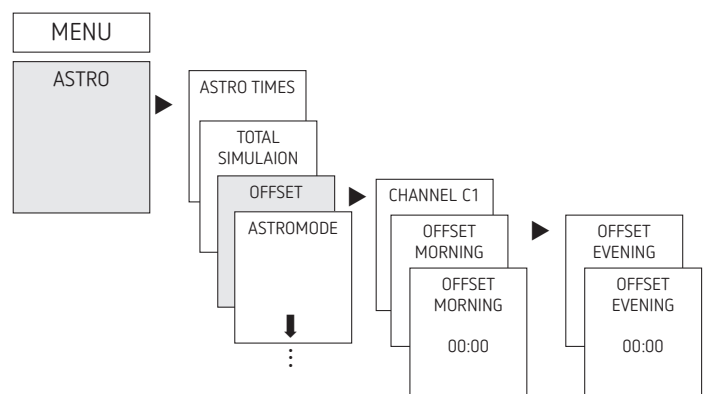 MENU
ASTRO
ASTRO TIMES
TOTAL
SIMULAION
OFFSET
ASTROMODE
CHANNEL C1
OFFSET
MORNING
OFFSET
MORNING
00:00
OFFSET
EVENING
OFFSET
EVENING
00:00